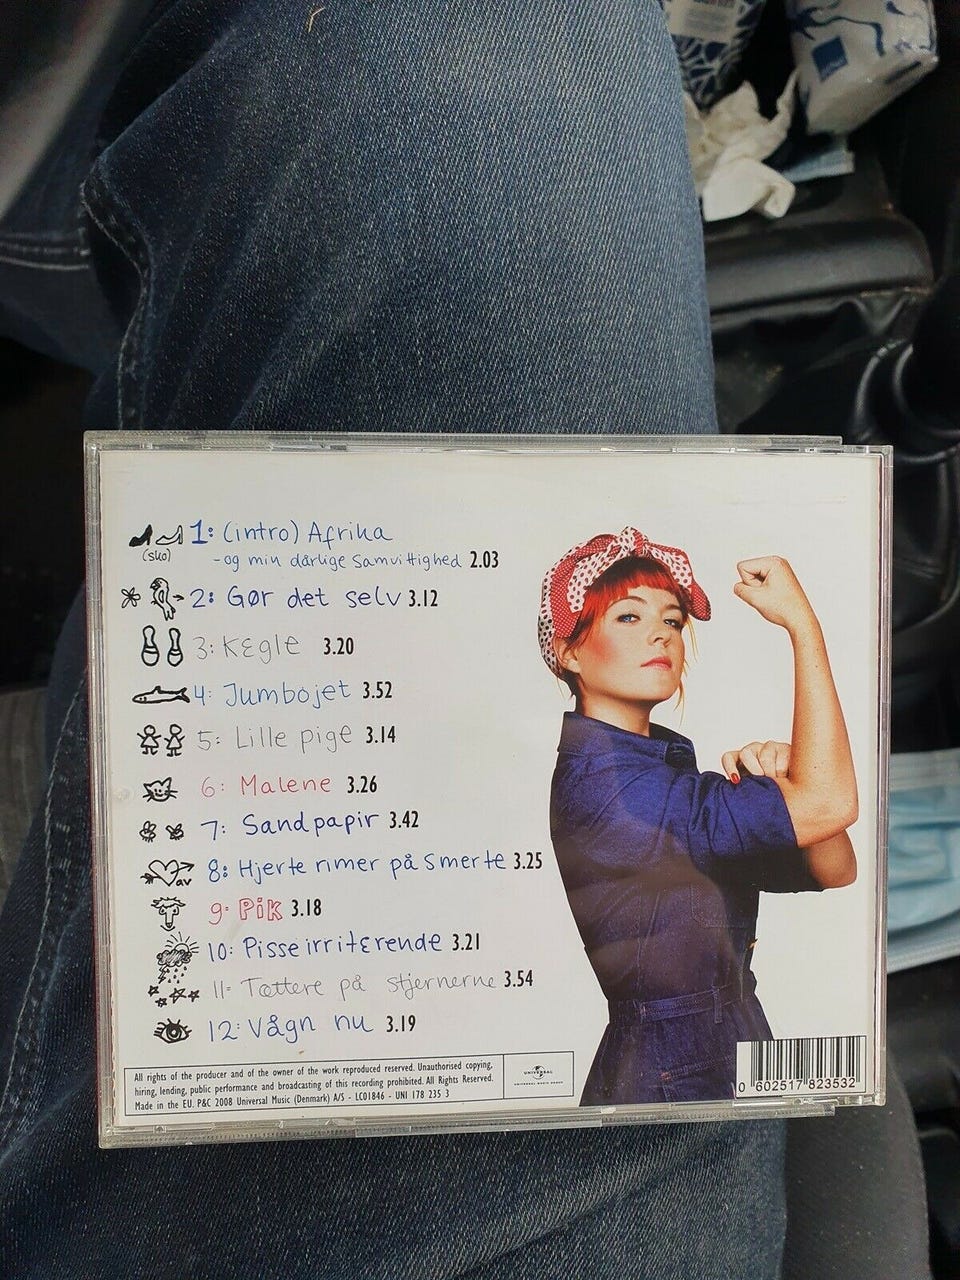 1: (intro) Afrika
(sko)
- og min dårlige samvittighed 2.03
2: Gør det selv 3.12
3: Kegle 3.20
4: Jumbojet 3.52
5: Lille pige 3.14
6: Malene 3.26
7: Sandpapir 3.42
8: Hjerte rimer på smerte 3.25
av
9: Pik 3.18
10: Pisseirriterende 3.21
11: Tættere på stjernerne 3.54
12: Vågn nu 3.19
All rights of the producer and of the owner of the work reproduced reserved. Unauthorised copying,
hiring, lending, public performance and broadcasting of this recording prohibited. All Rights Reserved.
Made in the EU. P&C 2008 Universal Music (Denmark) A/S - LC01846 - UNI 178 235 3
UNIVERSAL
UNIVERSAL MUSIC GROUP
0 602517 823532